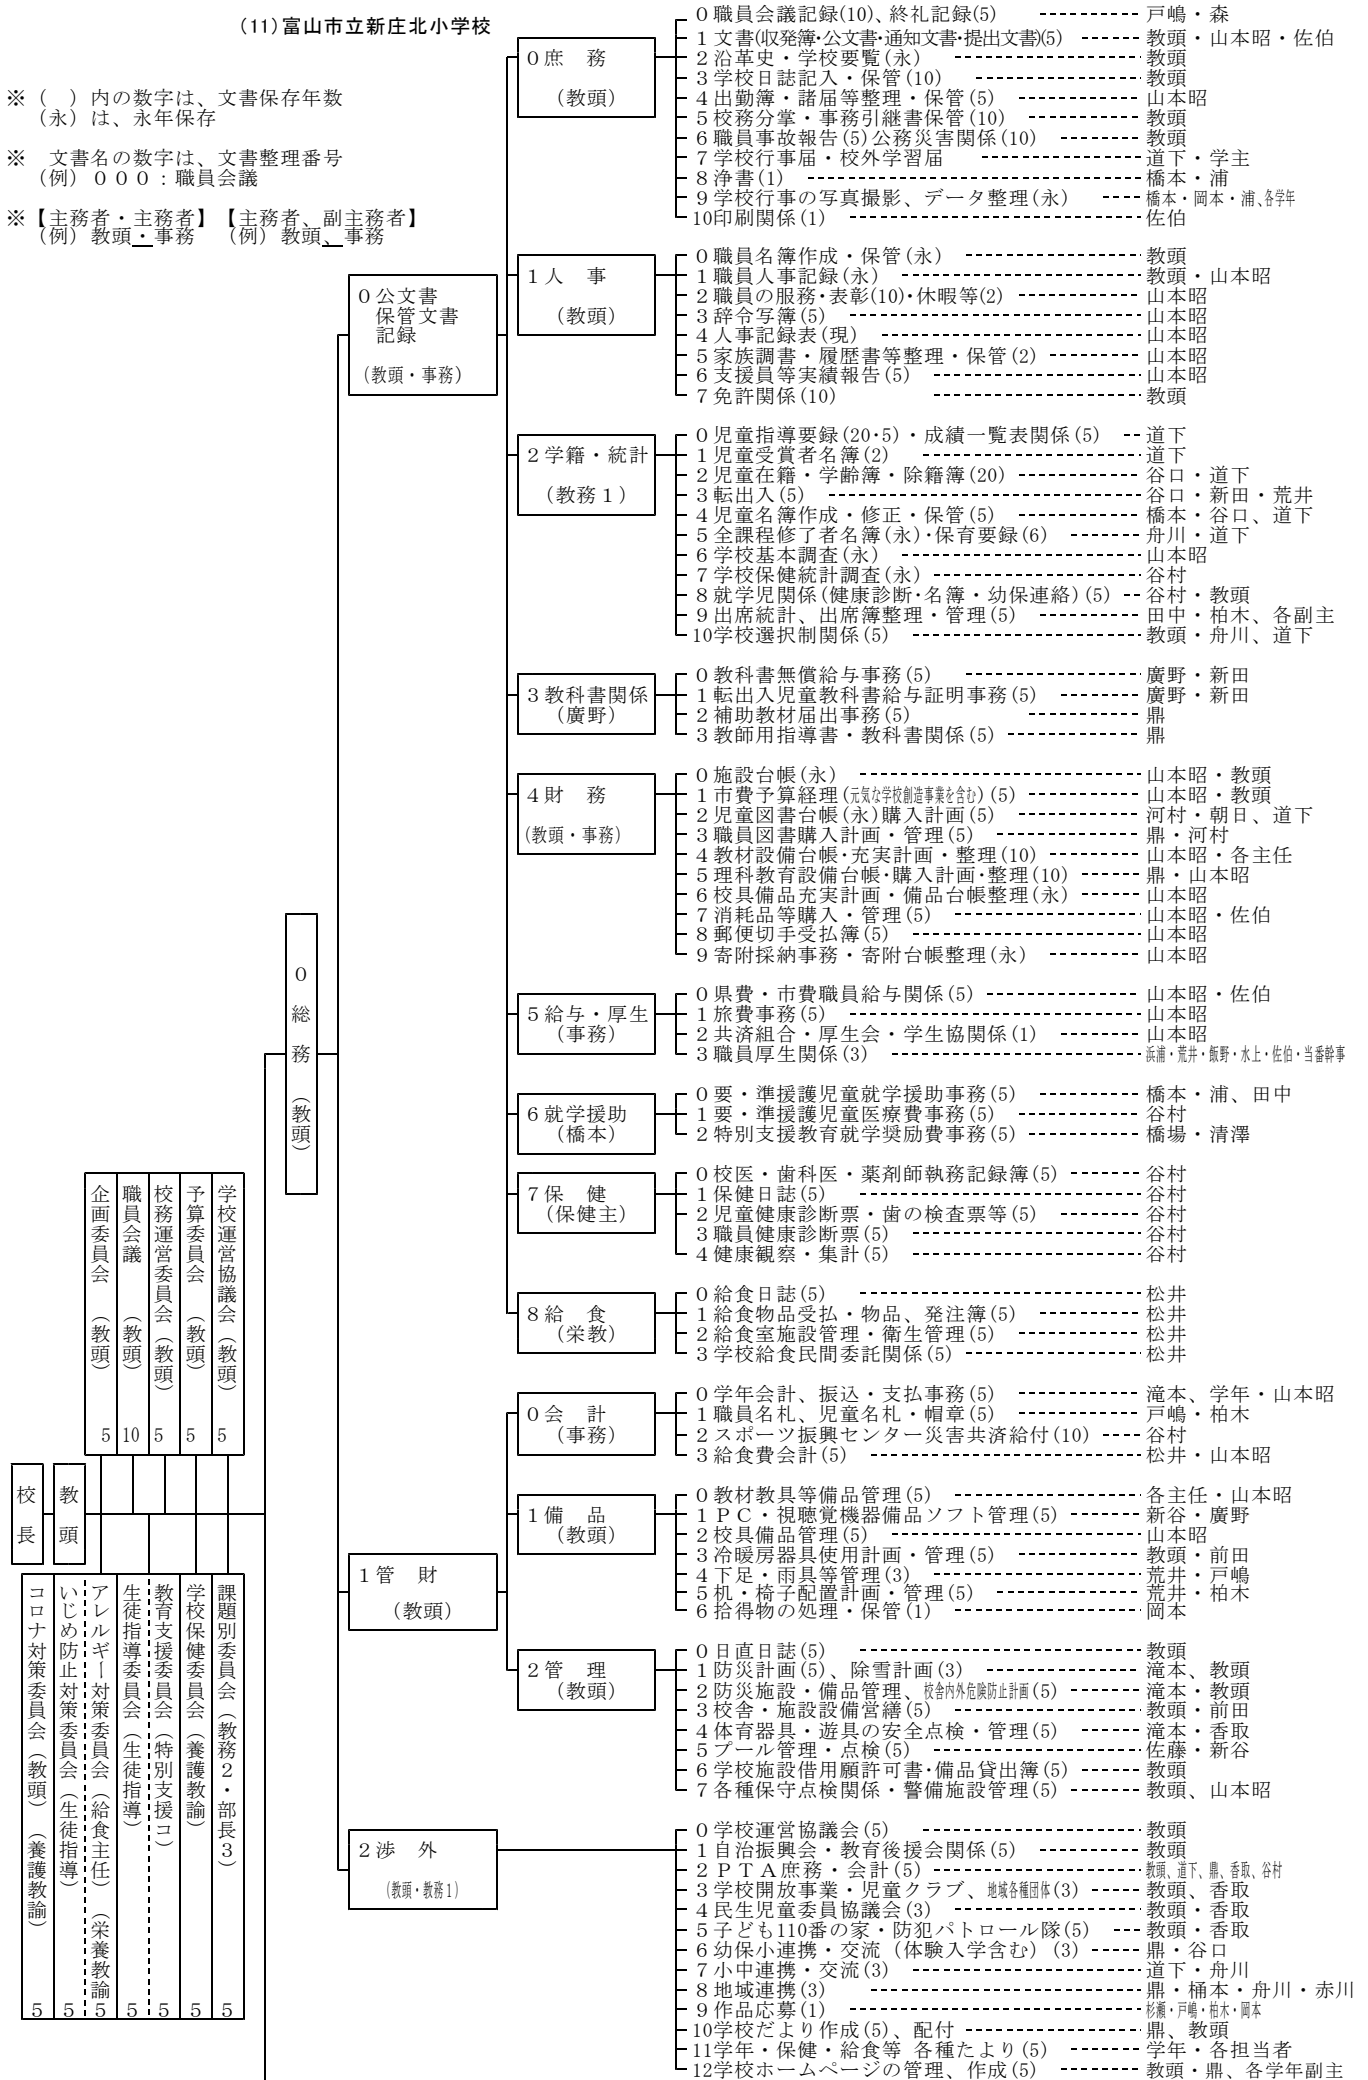 (11)富山市立新庄北小学校
※（　）内の数字は、文書保存年数
（永）は、永年保存
※　文書名の数字は、文書整理番号
（例）０００：職員会議
※【主務者・主務者】【主務者、副主務者】
（例）教頭・事務　（例）教頭、事務
０庶　務
（教頭）
０職員会議記録(10)、終礼記録(5) 戸嶋・森
１文書(収発簿・公文書・通知文書・提出文書)(5) 教頭・山本昭・佐伯
２沿革史・学校要覧(永) 教頭
３学校日誌記入・保管(10) 教頭
４出勤簿・諸届等整理・保管(5) 山本昭
５校務分掌・事務引継書保管(10) 教頭
６職員事故報告(5)公務災害関係(10) 教頭
７学校行事届・校外学習届 道下・学主
８浄書(1) 橋本・浦
９学校行事の写真撮影、データ整理(永) 橋本・岡本・浦、各学年
10印刷関係(1) 佐伯
０公文書
保管文書
記録
（教頭・事務）
１人　事
（教頭）
０職員名簿作成・保管(永) 教頭
１職員人事記録(永) 教頭・山本昭
２職員の服務・表彰(10)・休暇等(2) 山本昭
３辞令写簿(5) 山本昭
４人事記録表(現) 山本昭
５家族調書・履歴書等整理・保管(2) 山本昭
６支援員等実績報告(5) 山本昭
７免許関係(10) 教頭
２学籍・統計
（教務１）
０児童指導要録(20・5)・成績一覧表関係(5) 道下
１児童受賞者名簿(2) 道下
２児童在籍・学齢簿・除籍簿(20) 谷口・道下
３転出入(5) 谷口・新田・荒井
４児童名簿作成・修正・保管(5) 橋本・谷口、道下
５全課程修了者名簿(永)・保育要録(6) 舟川・道下
６学校基本調査(永) 山本昭
７学校保健統計調査(永) 谷村
８就学児関係(健康診断・名簿・幼保連絡)(5) 谷村・教頭
９出席統計、出席簿整理・管理(5) 田中・柏木、各副主
10学校選択制関係(5) 教頭・舟川、道下
３教科書関係
（廣野）
０教科書無償給与事務(5) 廣野・新田
１転出入児童教科書給与証明事務(5) 廣野・新田
２補助教材届出事務(5) 鼎
３教師用指導書・教科書関係(5) 鼎
４財　務
（教頭・事務）
０施設台帳(永) 山本昭・教頭
１市費予算経理(元気な学校創造事業を含む)(5) 山本昭・教頭
２児童図書台帳(永)購入計画(5) 河村・朝日、道下
３職員図書購入計画・管理(5) 鼎・河村
４教材設備台帳・充実計画・整理(10) 山本昭・各主任
５理科教育設備台帳・購入計画・整理(10) 鼎・山本昭
６校具備品充実計画・備品台帳整理(永) 山本昭
７消耗品等購入・管理(5) 山本昭・佐伯
８郵便切手受払簿(5) 山本昭
９寄附採納事務・寄附台帳整理(永) 山本昭
０総務（教頭）
５給与・厚生
（事務）
０県費・市費職員給与関係(5) 山本昭・佐伯
１旅費事務(5) 山本昭
２共済組合・厚生会・学生協関係(1) 山本昭
３職員厚生関係(3) 浜浦・荒井・飯野・水上・佐伯・当番幹事
６就学援助
（橋本）
０要・準援護児童就学援助事務(5) 橋本・浦、田中
１要・準援護児童医療費事務(5) 谷村
２特別支援教育就学奨励費事務(5) 橋場・清澤
７保　健
（保健主）
０校医・歯科医・薬剤師執務記録簿(5) 谷村
１保健日誌(5) 谷村
２児童健康診断票・歯の検査票等(5) 谷村
３職員健康診断票(5) 谷村
４健康観察・集計(5) 谷村
８給　食
（栄教）
０給食日誌(5) 松井
１給食物品受払・物品、発注簿(5) 松井
２給食室施設管理・衛生管理(5) 松井
３学校給食民間委託関係(5) 松井
企画委員会（教頭）５
職員会議（教頭）10
校務運営委員会（教頭）５
予算委員会（教頭）５
学校運営協議会（教頭）５
校長
教頭
コロナ対策委員会（教頭）（養護教諭）５
いじめ防止対策委員会（生徒指導）５
アレルギー対策委員会（給食主任）（栄養教諭５
生徒指導委員会（生徒指導）５
教育支援委員会（特別支援コ）５
学校保健委員会（養護教諭）５
課題別委員会（教務２・部長３）５
１管　財
（教頭）
０会　計
（事務）
０学年会計、振込・支払事務(5) 滝本、学年・山本昭
１職員名札、児童名札・帽章(5) 戸嶋・柏木
２スポーツ振興センター災害共済給付(10) 谷村
３給食費会計(5) 松井・山本昭
１備　品
（教頭）
０教材教具等備品管理(5) 各主任・山本昭
１ＰＣ・視聴覚機器備品ソフト管理(5) 新谷・廣野
２校具備品管理(5) 山本昭
３冷暖房器具使用計画・管理(5) 教頭・前田
４下足・雨具等管理(3) 荒井・戸嶋
５机・椅子配置計画・管理(5) 荒井・柏木
６拾得物の処理・保管(1) 岡本
２管　理
（教頭）
０日直日誌(5) 教頭
１防災計画(5)、除雪計画(3) 滝本、教頭
２防災施設・備品管理、校舎内外危険防止計画(5) 滝本・教頭
３校舎・施設設備営繕(5) 教頭・前田
４体育器具・遊具の安全点検・管理(5) 滝本・香取
５プール管理・点検(5) 佐藤・新谷
６学校施設借用願許可書・備品貸出簿(5) 教頭
７各種保守点検関係・警備施設管理(5) 教頭、山本昭
２渉　外
（教頭・教務1）
０学校運営協議会(5) 教頭
１自治振興会・教育後援会関係(5) 教頭
２ＰＴＡ庶務・会計(5) 教頭、道下、鼎、香取、谷村
３学校開放事業・児童クラブ、地域各種団体(3) 教頭、香取
４民生児童委員協議会(3) 教頭・香取
５子ども110番の家・防犯パトロール隊(5) 教頭・香取
６幼保小連携・交流（体験入学含む）(3) 鼎・谷口
７小中連携・交流(3) 道下・舟川
８地域連携(3) 鼎・桶本・舟川・赤川
９作品応募(1) 杉瀬・戸嶋・柏木・岡本
10学校だより作成(5)、配付 鼎、教頭
11学年・保健・給食等 各種たより(5) 学年・各担当者
12学校ホームページの管理、作成(5) 教頭・鼎、各学年副主